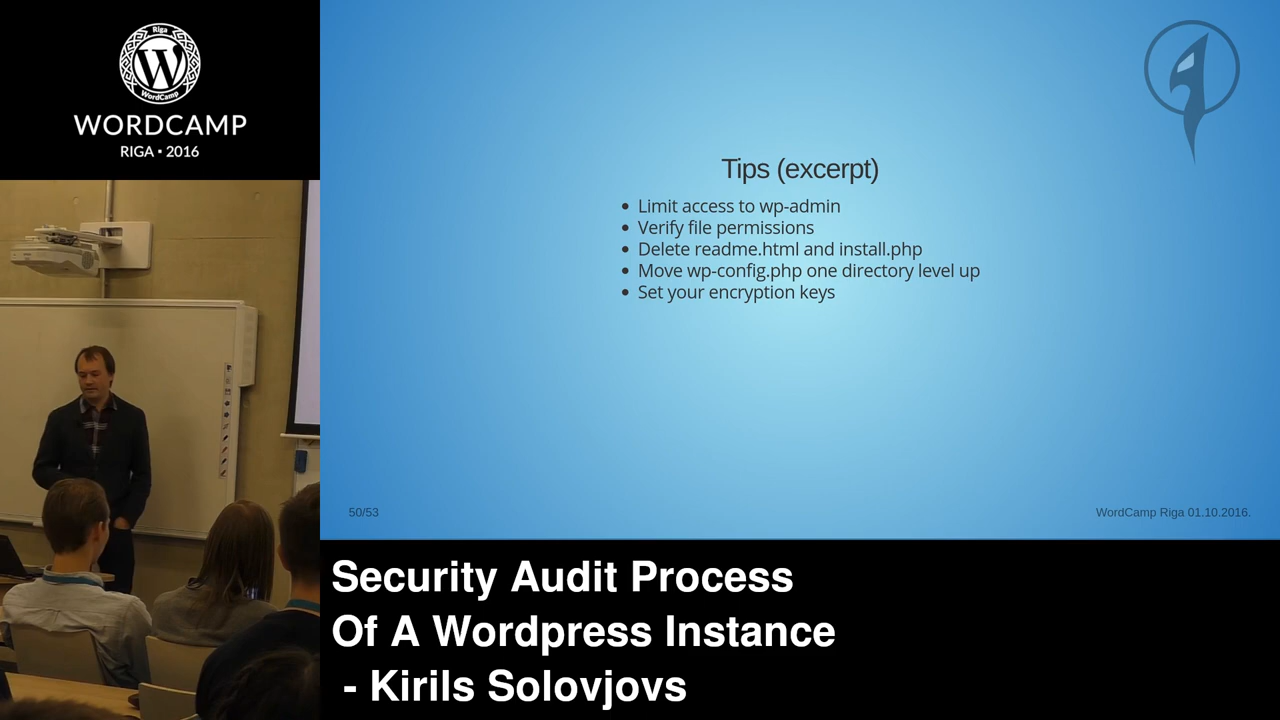 Riga
WordCamp
WORDCAMP
RIGA • 2016
Tips (excerpt)
• Limit access to wp-admin
• Verify file permissions
• Delete readme.html and install.php
• Move wp-config.php one directory level up
• Set your encryption keys
50/53
WordCamp Riga 01.10.2016.
Security Audit Process
Of A Wordpress Instance
- Kirils Solovjovs